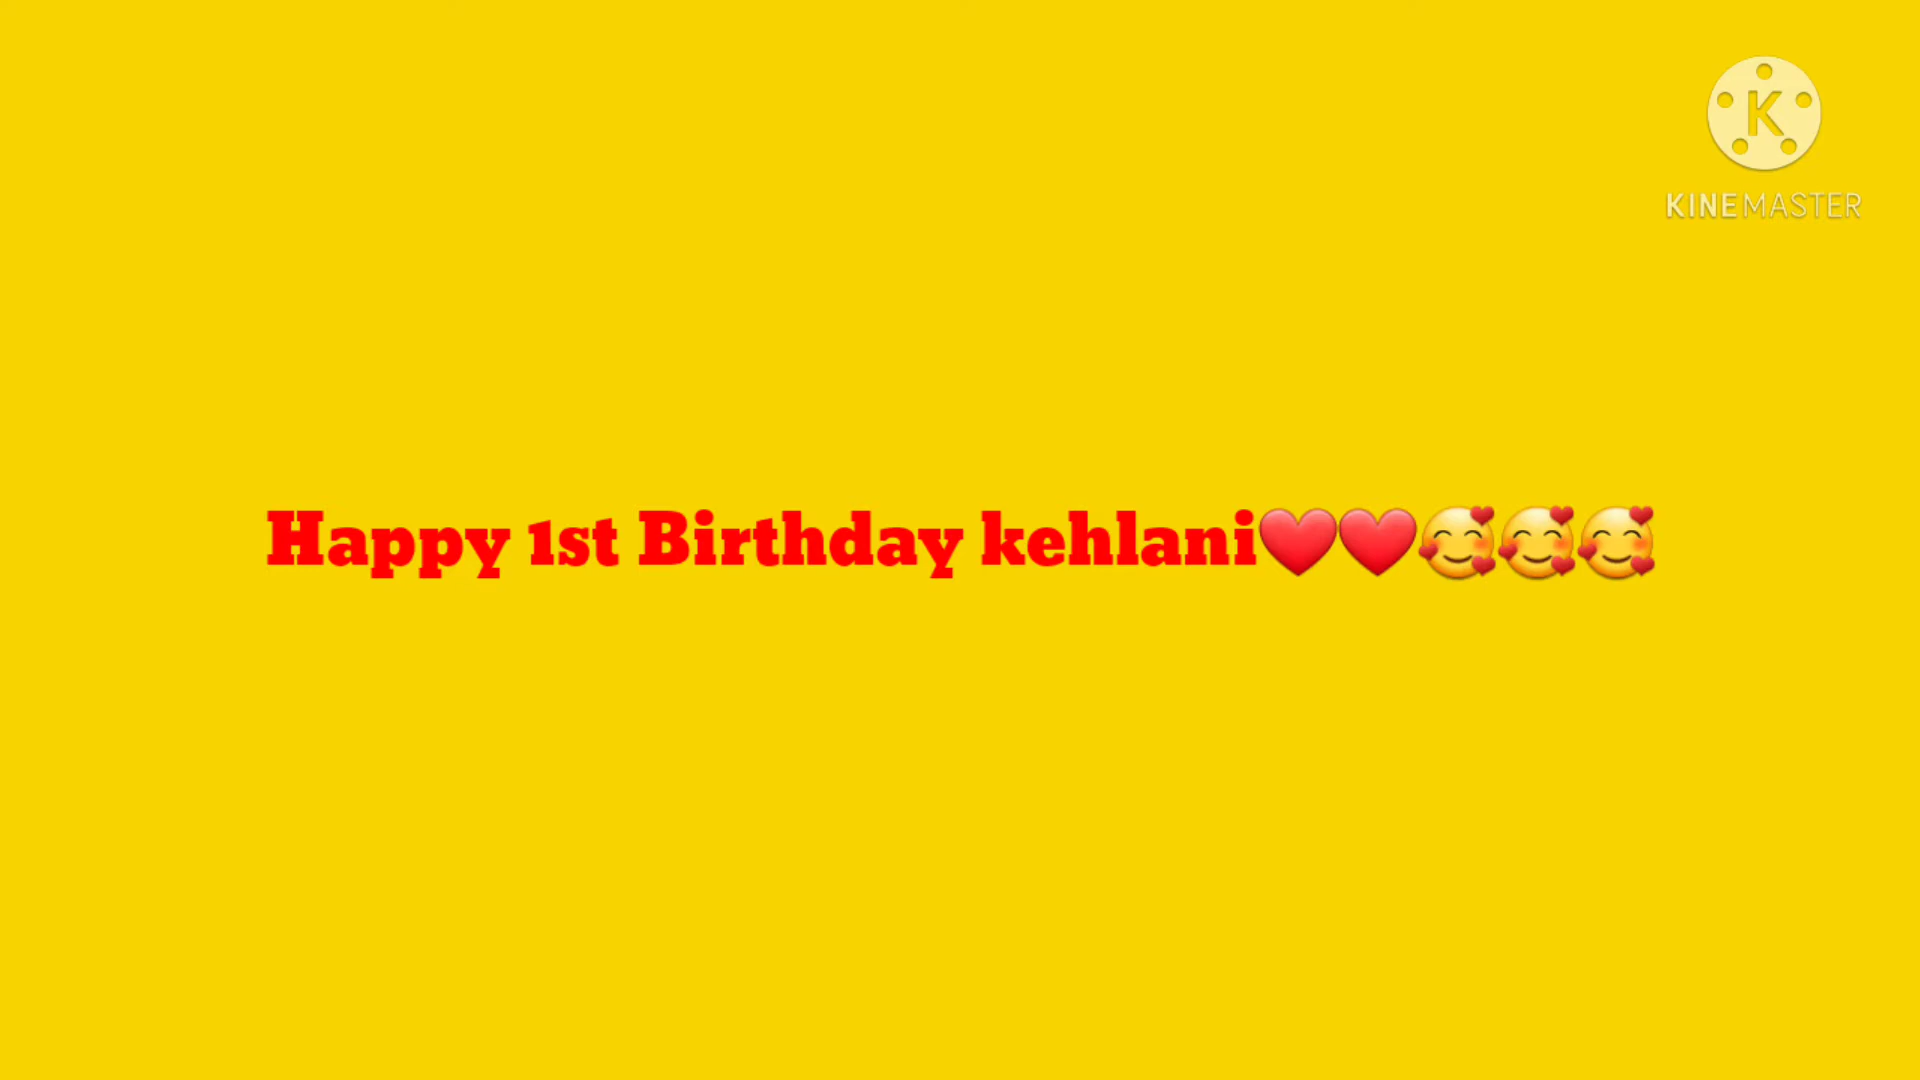 K
KINEMASTER
Happy 1st Birthday kehlani❤️❤️🥰🥰🥰